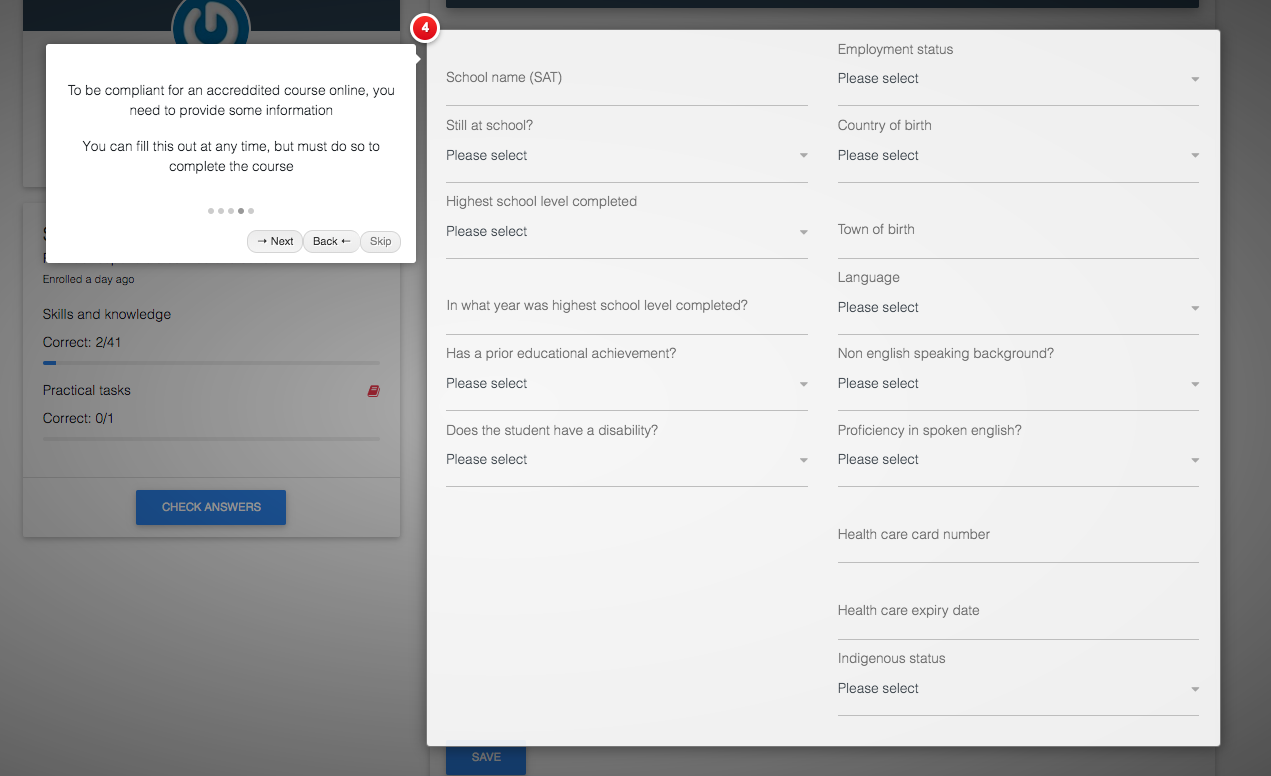 4
To be compliant for an accreddited course online, you
need to provide some information
You can fill this out at any time, but must do so to
complete the course
→ Next
Back ←
Skip
Enrolled a day ago
Skills and knowledge
Correct: 2/41
Practical tasks
Correct: 0/1
CHECK ANSWERS
School name (SAT)
Still at school?
Please select
Highest school level completed
Please select
In what year was highest school level completed?
Has a prior educational achievement?
Please select
Does the student have a disability?
Please select
Employment status
Please select
Country of birth
Please select
Town of birth
Language
Please select
Non english speaking background?
Please select
Proficiency in spoken english?
Please select
Health care card number
Health care expiry date
Indigenous status
Please select
SAVE